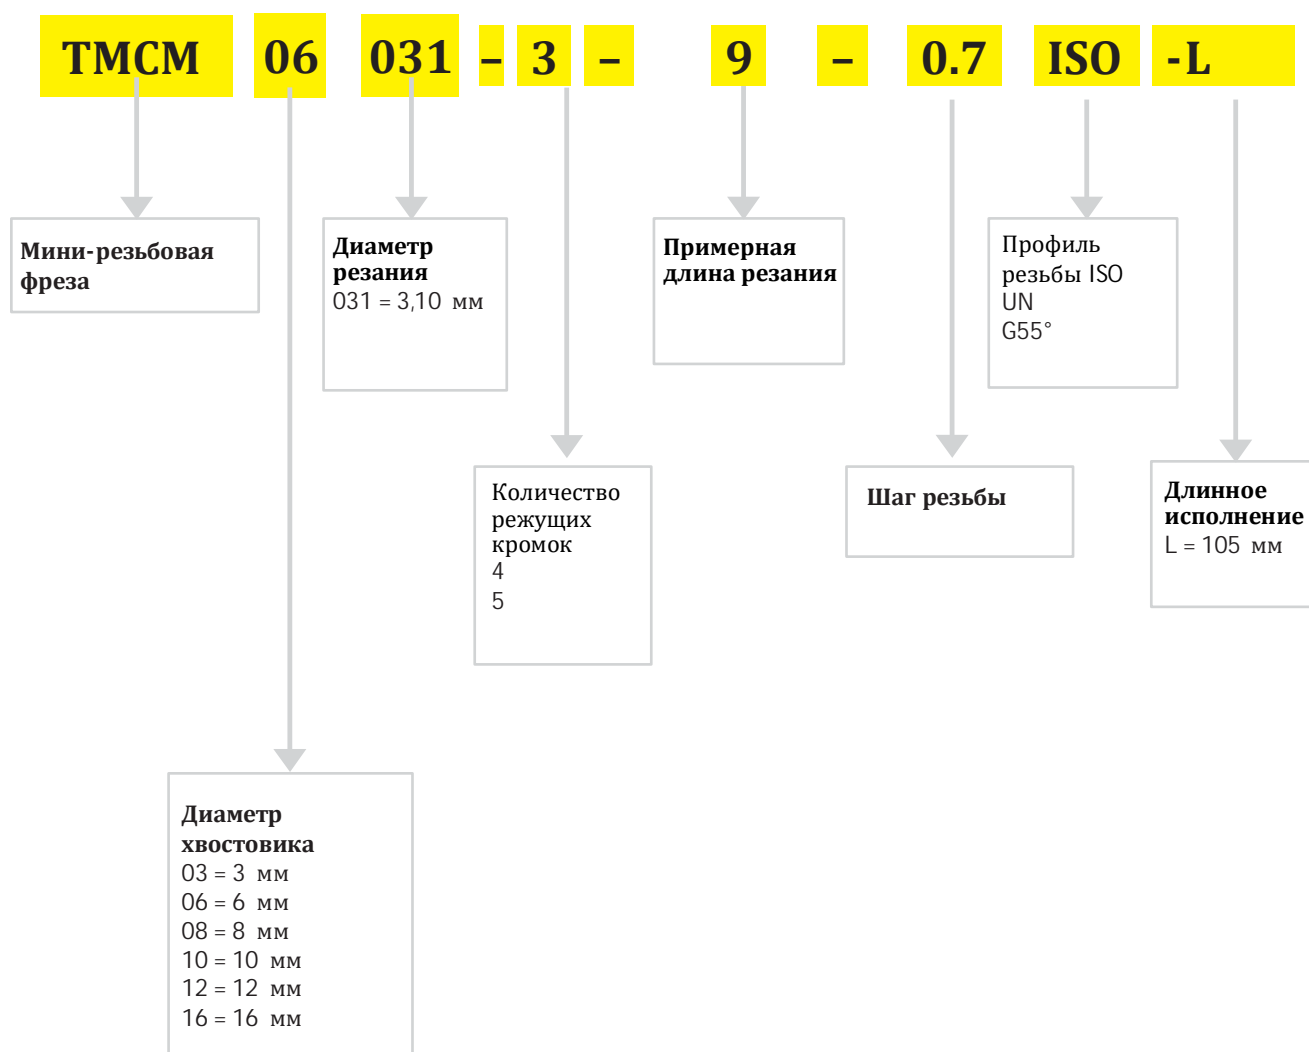 TMCM 06 031 – 3 – 9 – 0.7 ISO -L
Мини-резьбовая
фреза
Диаметр
резания
031 = 3,10 мм
Примерная
длина резания
Профиль
резьбы ISO
UN
G55°
Количество
режущих
кромок
4
5
Шаг резьбы
Длинное
исполнение
L = 105 мм
Диаметр
хвостовика
03 = 3 мм
06 = 6 мм
08 = 8 мм
10 = 10 мм
12 = 12 мм
16 = 16 мм